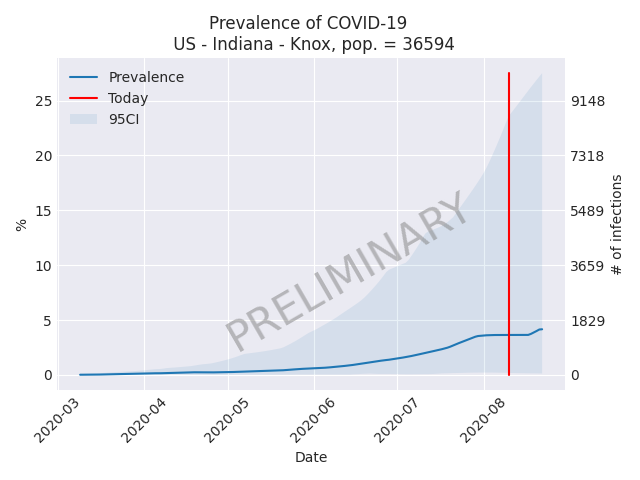 Prevalence of COVID-19
US - Indiana - Knox, pop. = 36594
Prevalence
Today
95CI
25
20
15
10
5
0
%
9148
7318
5489
3659
1829
0
# of infections
PRELIMINARY
2020-03
2020-04
2020-05
2020-06
2020-07
2020-08
Date